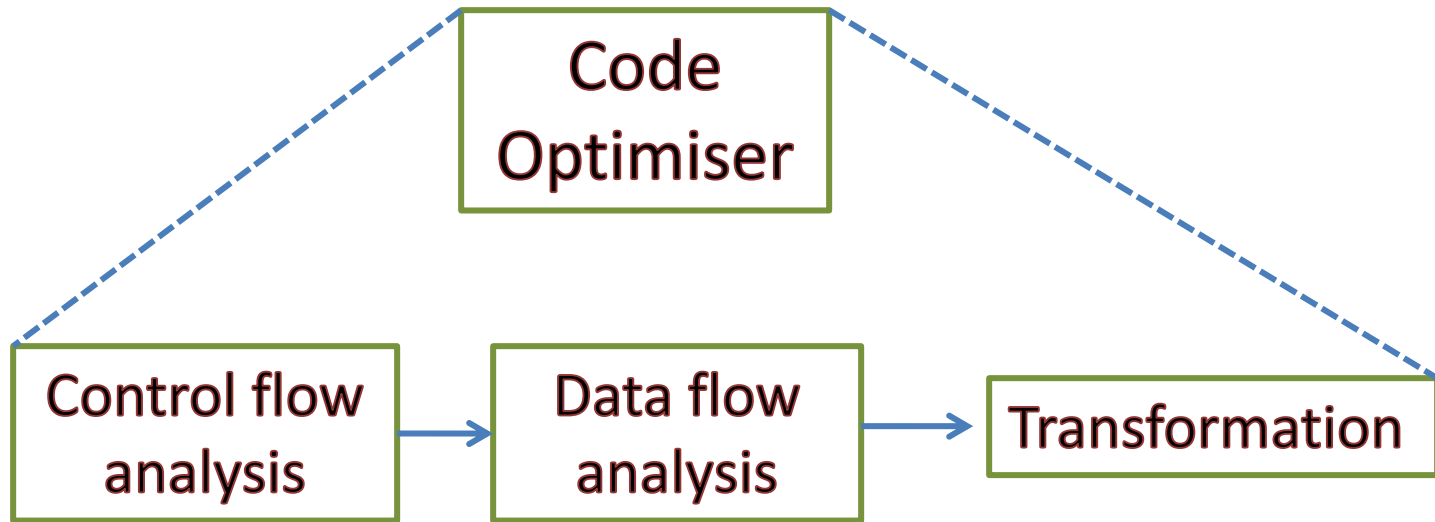 Code
Optimiser
Control flow
analysis
Data flow
analysis
Transformation